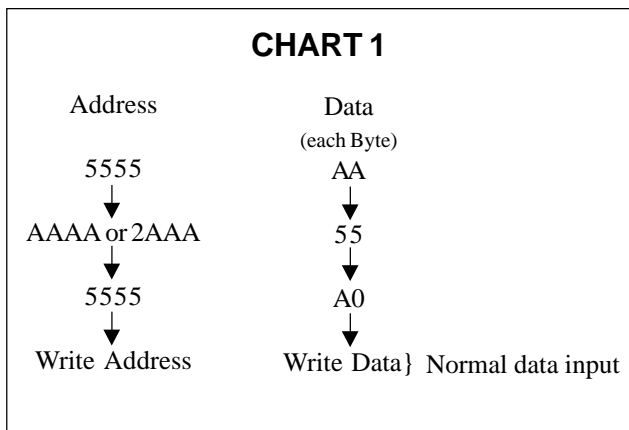 CHART 1
Address Data
(each Byte)
5555 AA
AAAA or 2AAA 55
5555 A0
Write Address Write Data} Normal data input